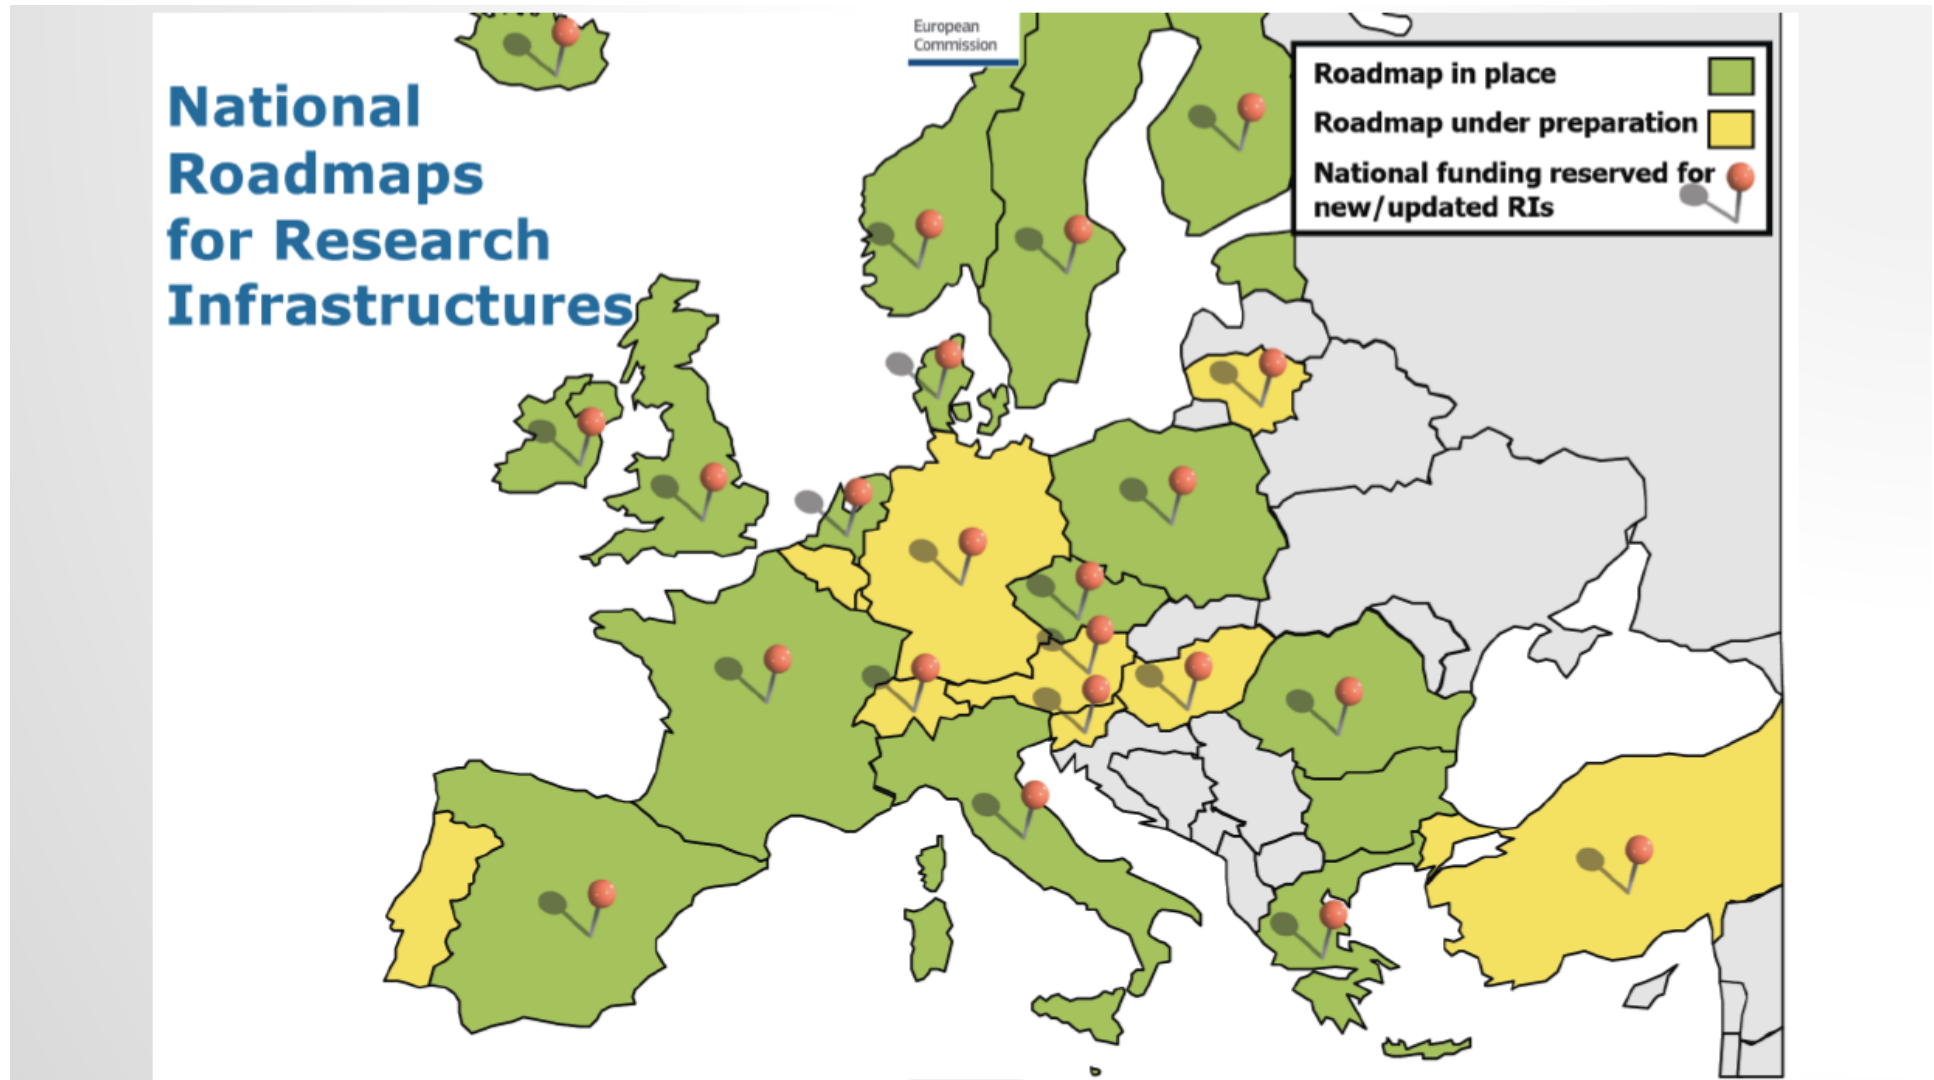 European
Commission
National
Roadmaps
for Research
Infrastructures
Roadmap in place
Roadmap under preparation
National funding reserved for
new/updated RIs